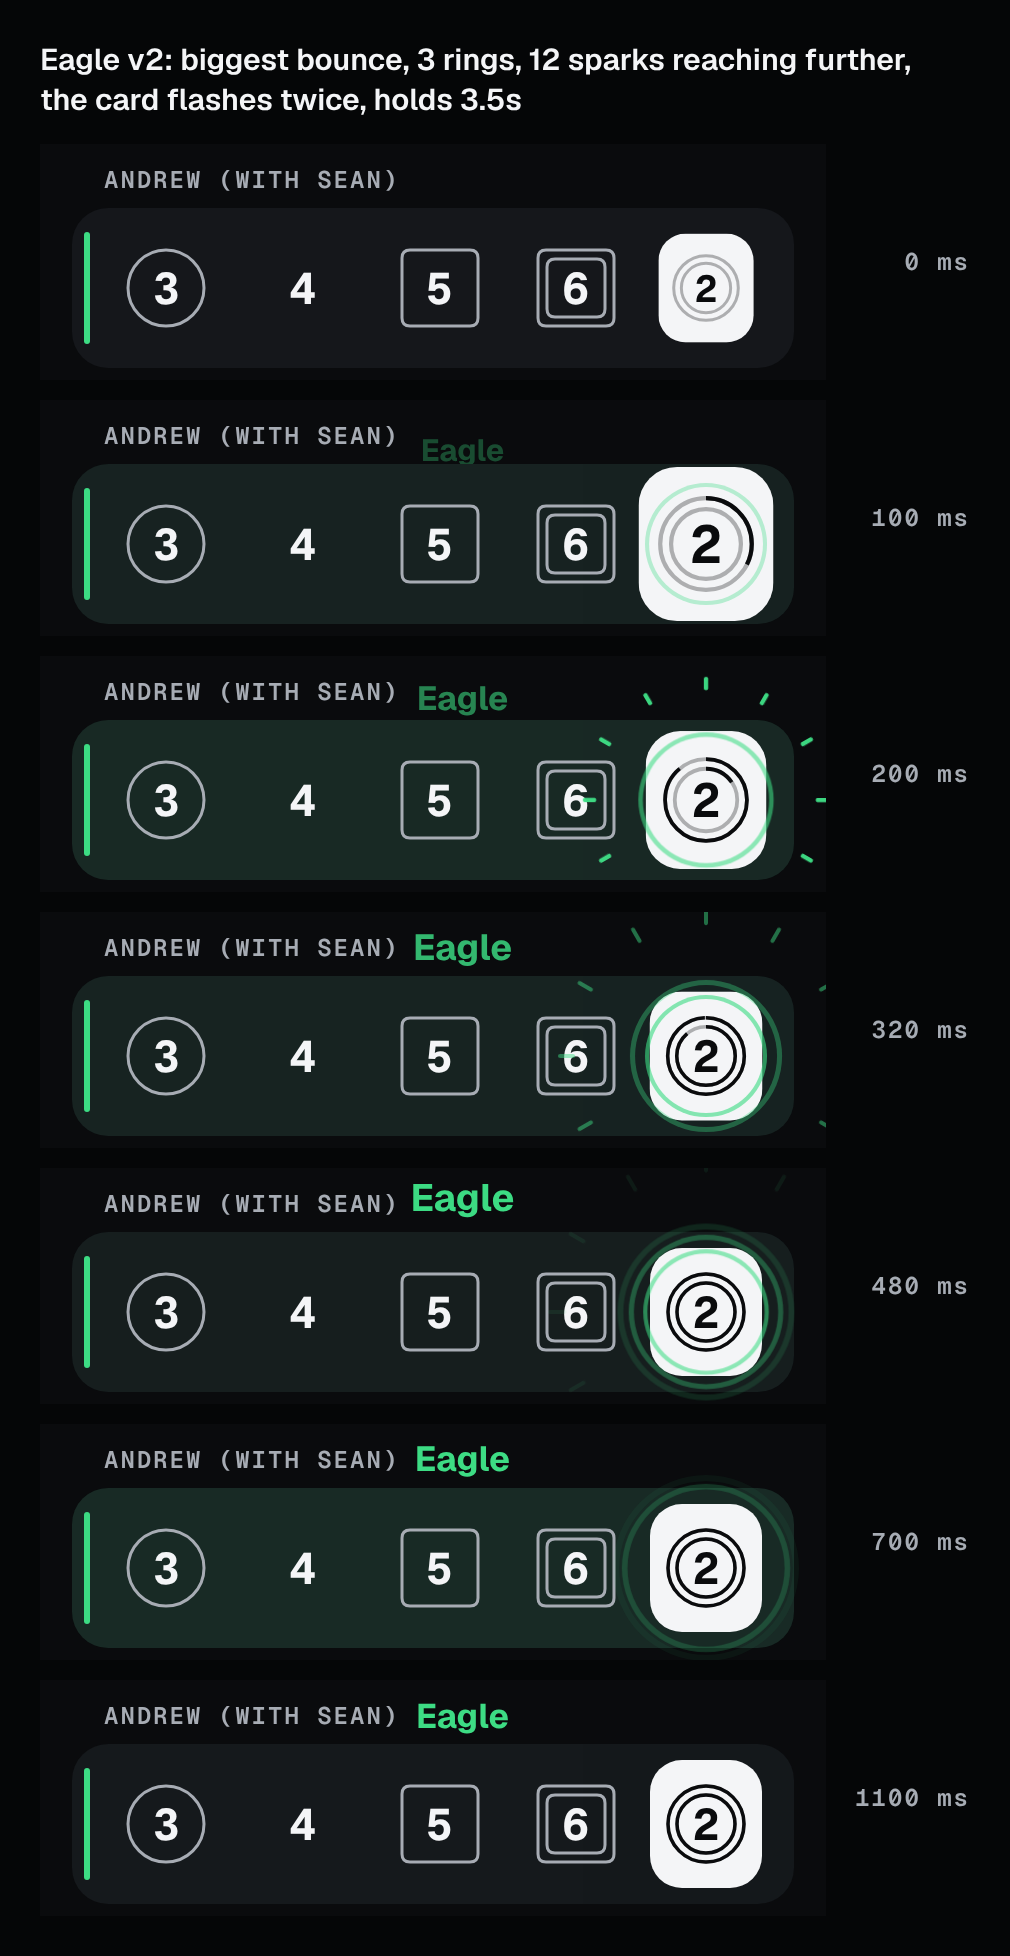 Eagle v2: biggest bounce, 3 rings, 12 sparks reaching further,
the card flashes twice, holds 3.5s
ANDREW (WITH SEAN)
3 4 5 6 2
0 ms
ANDREW (WITH SEAN) Eagle
3 4 5 6 2
100 ms
ANDREW (WITH SEAN) Eagle
3 4 5 6 2
200 ms
ANDREW (WITH SEAN) Eagle
3 4 5 6 2
320 ms
ANDREW (WITH SEAN) Eagle
3 4 5 6 2
480 ms
ANDREW (WITH SEAN) Eagle
3 4 5 6 2
700 ms
ANDREW (WITH SEAN) Eagle
3 4 5 6 2
1100 ms